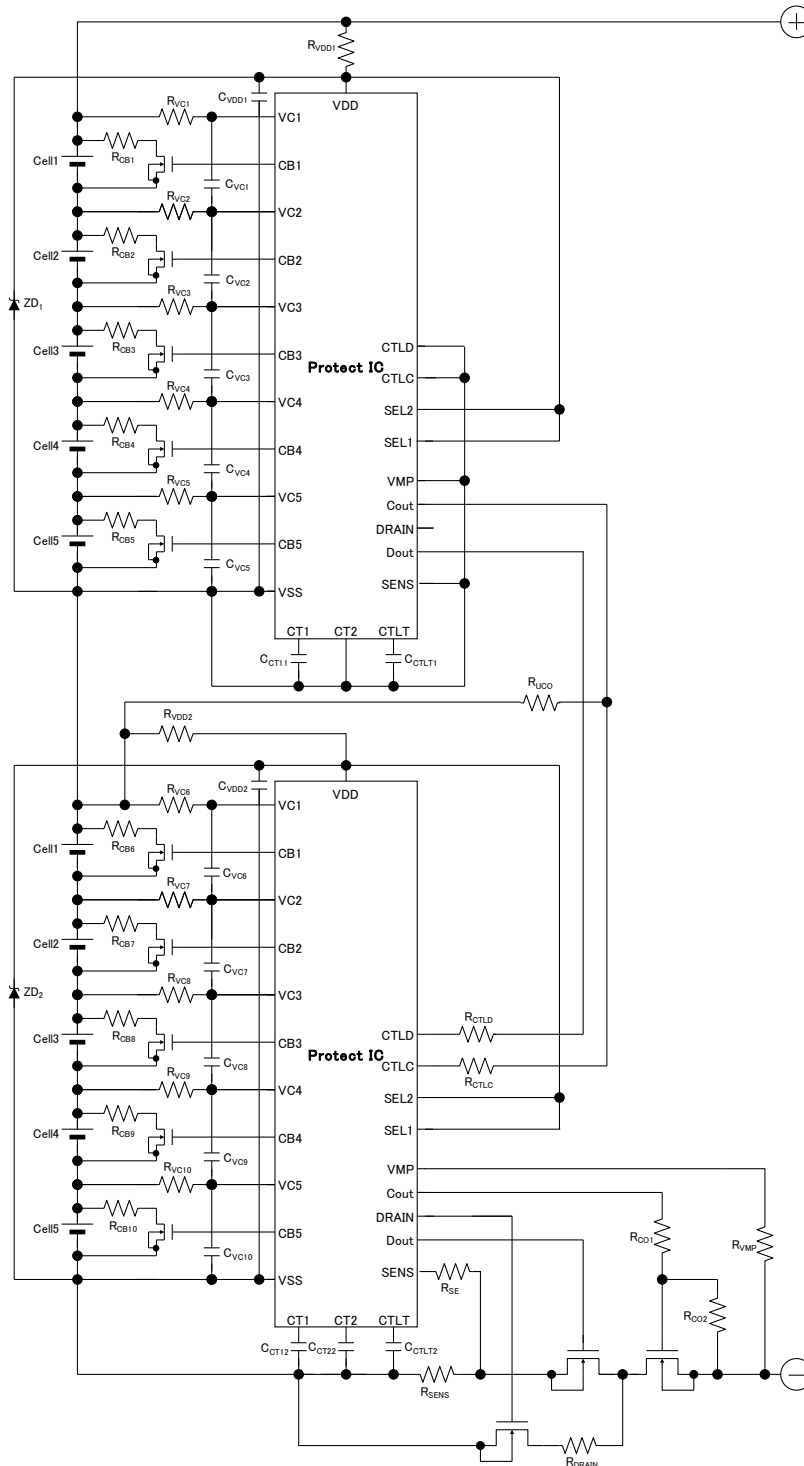 +
RVDD1
RVC1
CVDD1
VDD
VC1
Cell1
RCB1
CB1
CVC1
RVC2
VC2
Cell2
RCB2
CB2
CVC2
ZD1
RVC3
VC3
Cell3
RCB3
CB3
CVC3
Protect IC
CTLD
CTLC
RVC4
VC4
SEL2
SEL1
Cell4
RCB4
CB4
CVC4
RVC5
VC5
VMP
Cout
DRAIN
Cell5
RCB5
CB5
Dout
CVC5
VSS
SENS
CT1
CT2
CTLT
CCT11
CCTLT1
RUCO
RVDD2
RVC6
CVDD2
VDD
VC1
Cell1
RCB6
CB1
CVC6
RVC7
VC2
Cell2
RCB7
CB2
CVC7
ZD2
RVC8
VC3
Cell3
RCB8
CB3
CVC8
Protect IC
CTLD
RCTLD
CTLC
RCTLC
RVC9
VC4
SEL2
SEL1
Cell4
RCB9
CB4
CVC9
RVC10
VC5
VMP
Cout
DRAIN
Cell5
RCB10
CB5
Dout
RCO1
RVMP
CVC10
VSS
SENS
RSE
RCO2
CT1
CT2
CTLT
CCT12
CCT22
CCTLT2
RSENS
−
RDRAIN